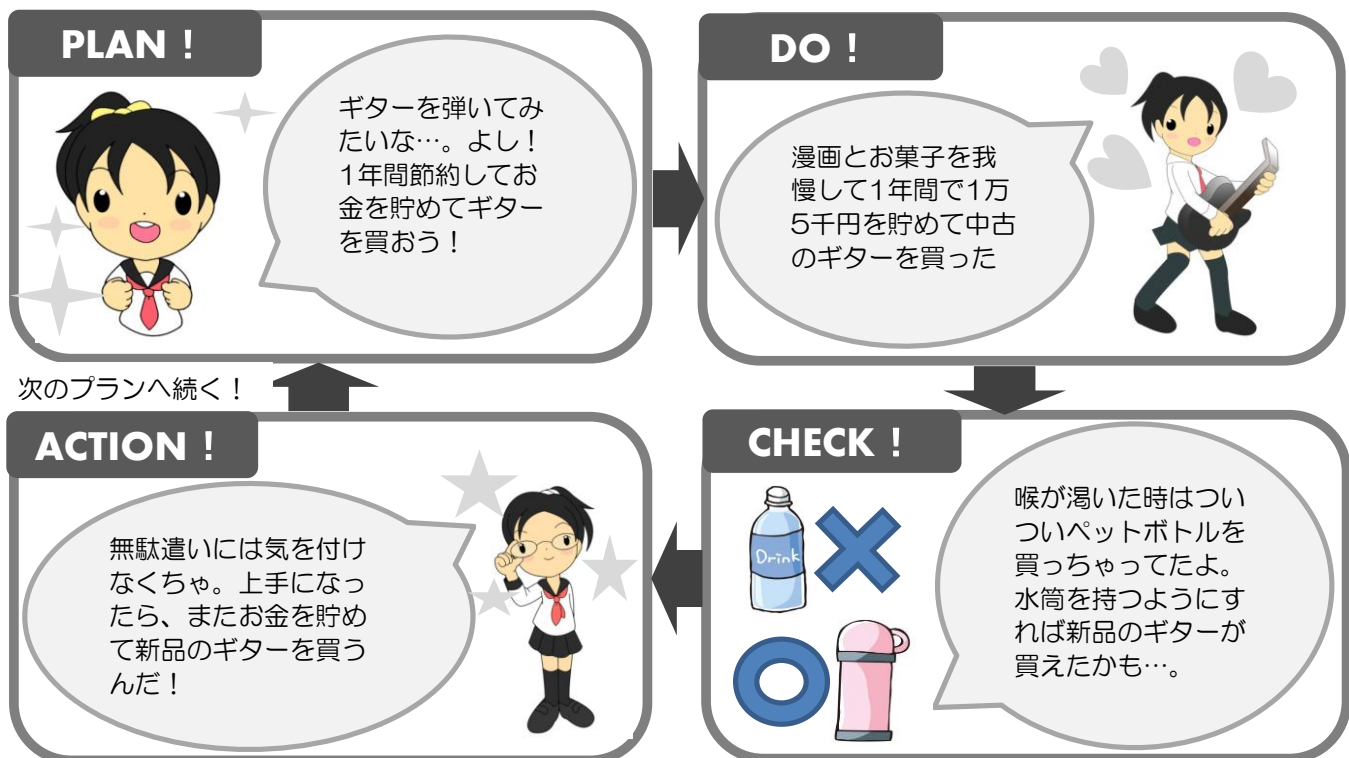 PLAN！
ギターを弾いてみ
たいな…。よし！
1年間節約してお
金を貯めてギター
を買おう！
DO！
漫画とお菓子を我
慢して1年間で1万
5千円を貯めて中古
のギターを買った
CHECK！
Drink
喉が渇いた時はつい
ついペットボトルを
買っちゃってたよ。
水筒を持つようにす
れば新品のギターが
買えたかも…。
ACTION！
無駄遣いには気を付け
なくちゃ。上手になっ
たら、またお金を貯め
て新品のギターを買う
んだ！
次のプランへ続く！